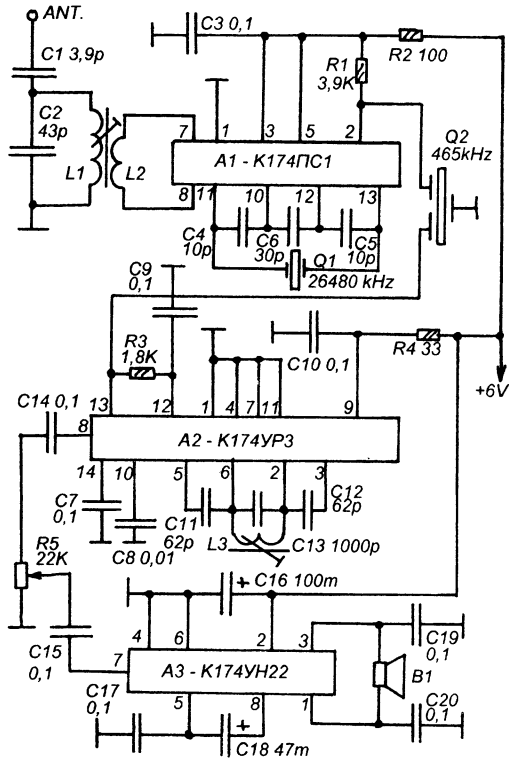 ANT.
C1 3,9p
C3 0,1
R2 100
R1
3,9K
C2
43p
L1
L2
7
1
3
5
2
Q2
465kHz
A1 - К174ПС1
8
11
10
12
13
C4
10p
C6
30p
C5
10p
Q1
26480 kHz
C9
0,1
R3
1,8K
C10 0,1
R4 33
+6V
C14 0,1
13
12
1
4
7
11
9
8
A2 - К174УР3
14
10
5
6
2
3
C7
0,1
C8 0,01
C11
62p
L3
C13 1000p
C12
62p
R5
22K
C15
0,1
+
C16 100m
4
6
2
3
7
A3 - К174УН22
C19
0,1
B1
C17
0,1
5
8
1
+
C18 47m
C20
0,1